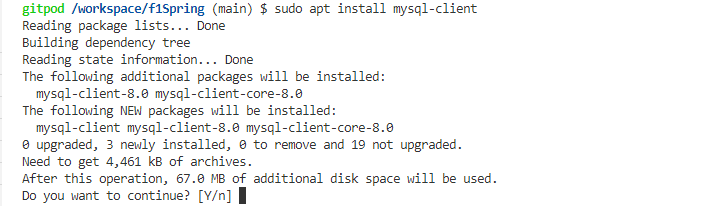 gitpod /workspace/f1Spring (main) $ sudo apt install mysql-client
Reading package lists... Done
Building dependency tree
Reading state information... Done
The following additional packages will be installed:
  mysql-client-8.0 mysql-client-core-8.0
The following NEW packages will be installed:
  mysql-client mysql-client-8.0 mysql-client-core-8.0
0 upgraded, 3 newly installed, 0 to remove and 19 not upgraded.
Need to get 4,461 kB of archives.
After this operation, 67.0 MB of additional disk space will be used.
Do you want to continue? [Y/n]